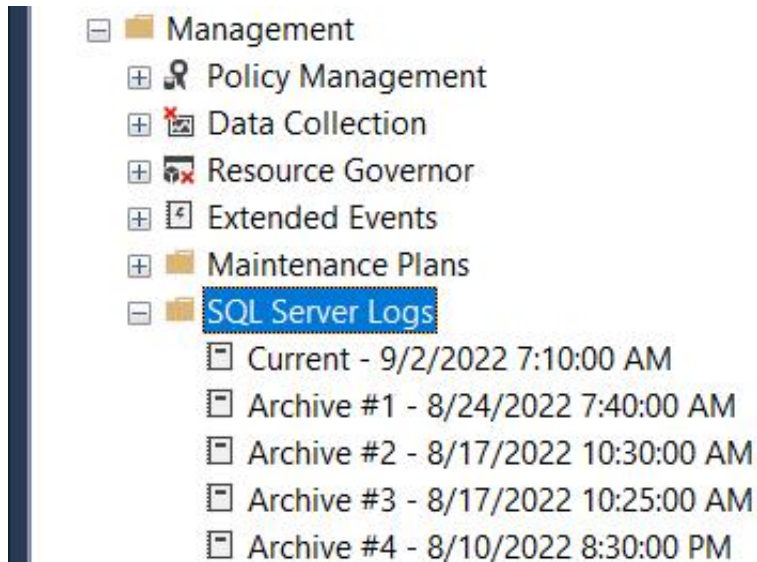 Management
Policy Management
Data Collection
Resource Governor
Extended Events
Maintenance Plans
SQL Server Logs
Current - 9/2/2022 7:10:00 AM
Archive #1 - 8/24/2022 7:40:00 AM
Archive #2 - 8/17/2022 10:30:00 AM
Archive #3 - 8/17/2022 10:25:00 AM
Archive #4 - 8/10/2022 8:30:00 PM